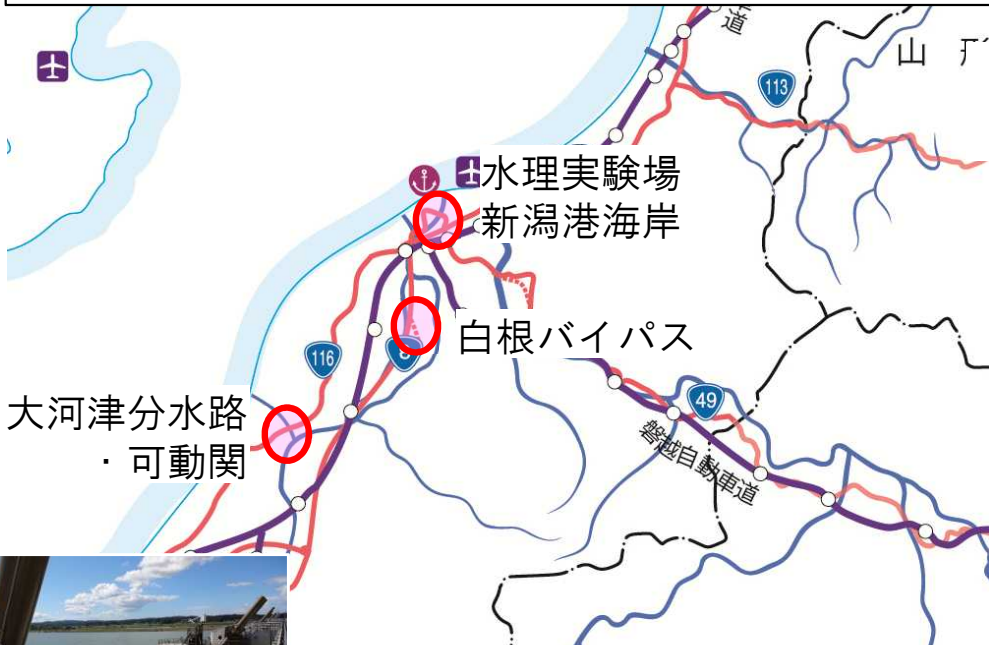 道
山
113
水理実験場
新潟港海岸
白根バイパス
116
8
大河津分水路
・可動関
49
磐越自動車道